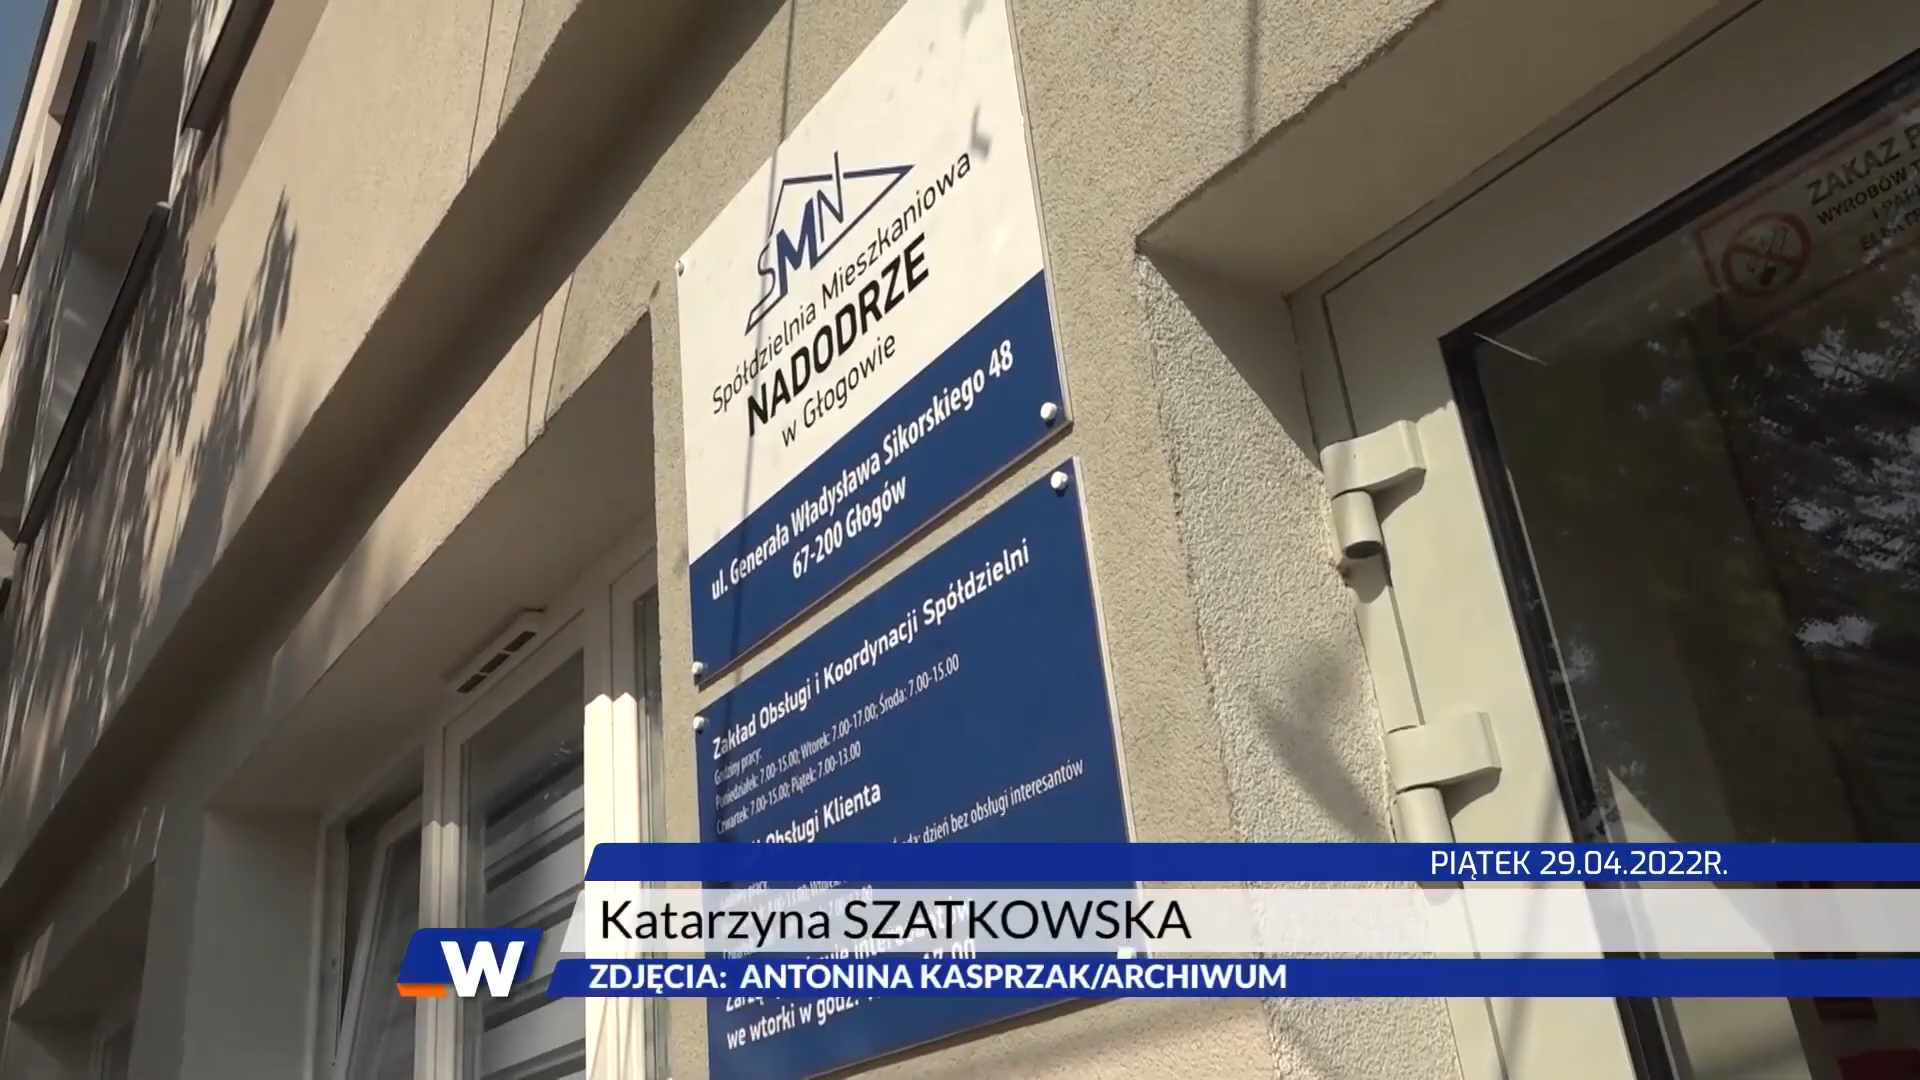 SMN
Spółdzielnia Mieszkaniowa
NADODRZE
w Głogowie
ul. Generała Władysława Sikorskiego 48
67-200 Głogów
Zakład Obsługi i Koordynacji Spółdzielni
Godziny pracy:
Poniedziałek: 7.00-15.00; Wtorek: 7.00-17.00; Środa: 7.00-15.00
Czwartek: 7.00-15.00; Piątek: 7.00-13.00
Obsługi Klienta
dzień bez obsługi interesantów
we wtorki w godz.
ZAKAZ
WYROBÓW
PIĄTEK 29.04.2022R.
Katarzyna SZATKOWSKA
W
ZDJĘCIA: ANTONINA KASPRZAK/ARCHIWUM